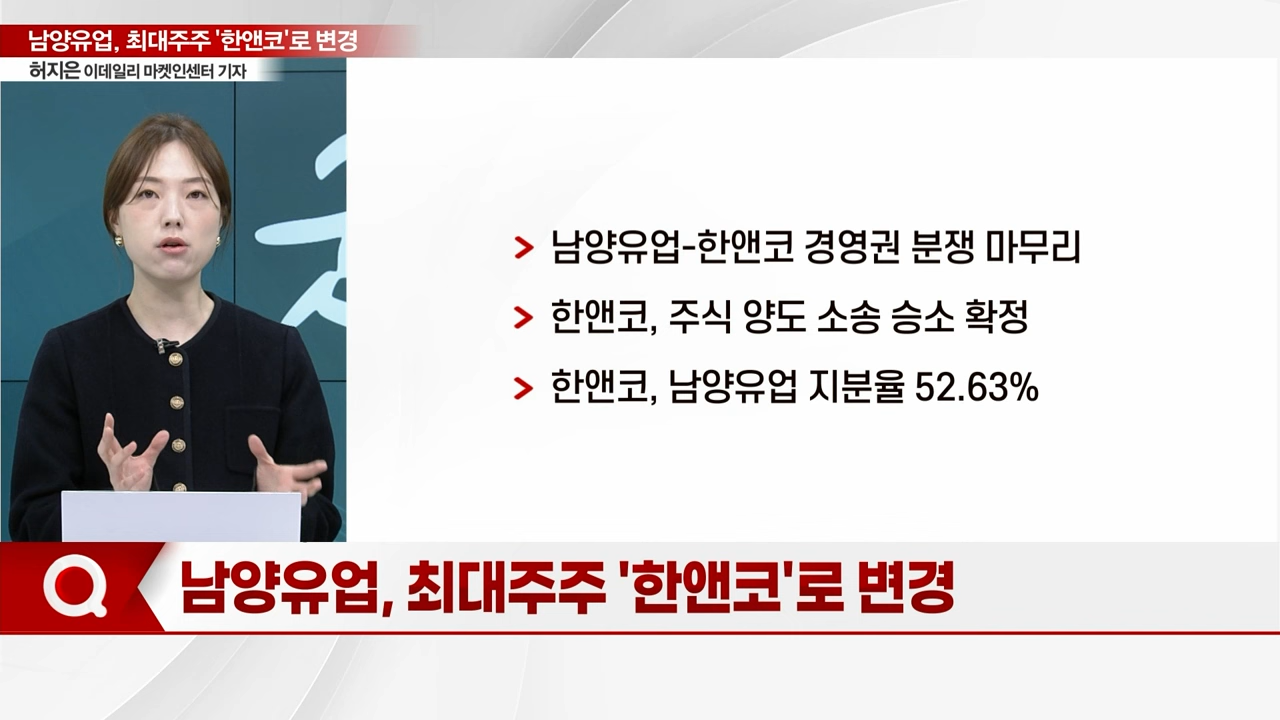 남양유업, 최대주주 '한앤코'로 변경
허지은 이데일리 마켓인센터 기자
남양유업-한앤코 경영권 분쟁 마무리
한앤코, 주식 양도 소송 승소 확정
한앤코, 남양유업 지분율 52.63%
Q 남양유업, 최대주주 '한앤코'로 변경